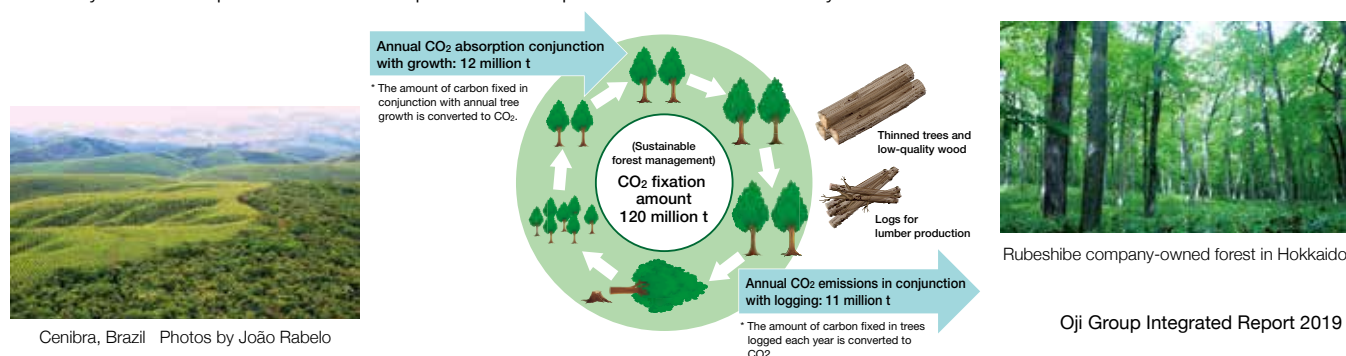 Annual CO₂ absorption conjunction
with growth: 12 million t
* The amount of carbon fixed in
conjunction with annual tree
growth is converted to CO₂.
(Sustainable
forest management)
CO₂ fixation
amount
120 million t
Thinned trees and
low-quality wood
Logs for
lumber production
Annual CO₂ emissions in conjunction
with logging: 11 million t
* The amount of carbon fixed in trees
logged each year is converted to
CO2
Cenibra, Brazil Photos by João Rabelo
Rubeshibe company-owned forest in Hokkaido
Oji Group Integrated Report 2019